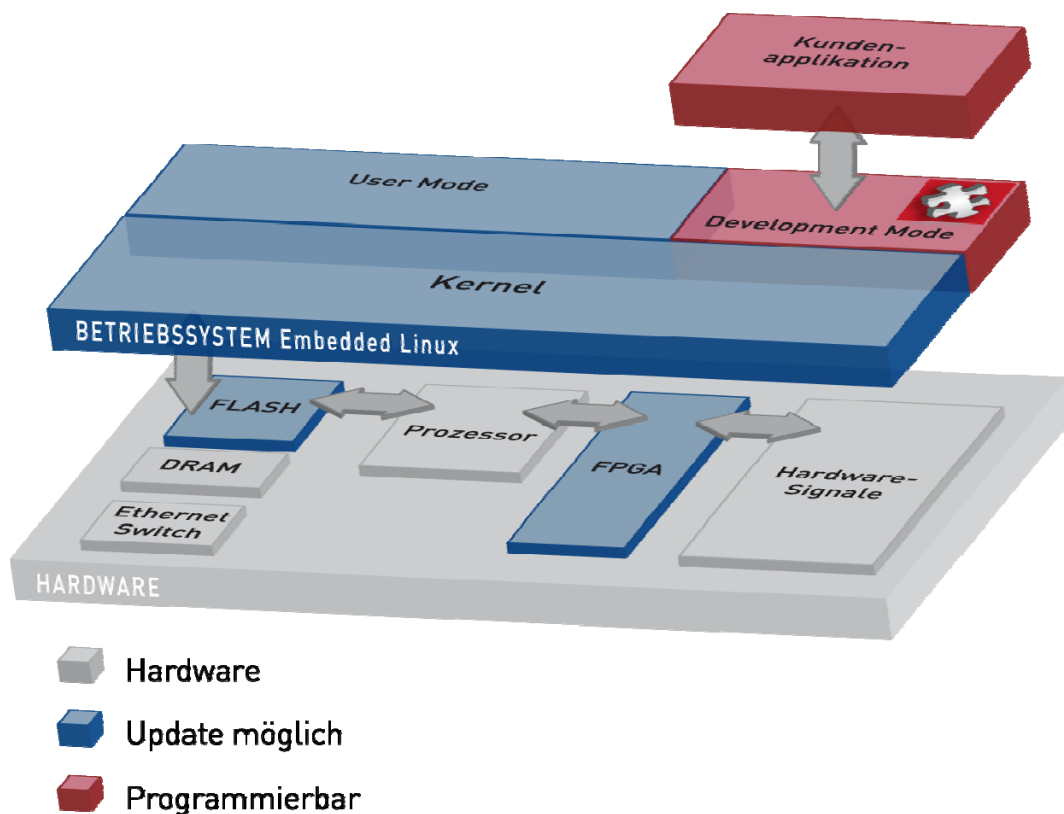 Kunden-
applikation
User Mode
Development Mode
Kernel
BETRIEBSSYSTEM Embedded Linux
FLASH
Prozessor
DRAM
FPGA
Hardware-
Signale
Ethernet
Switch
HARDWARE
Hardware
Update möglich
Programmierbar